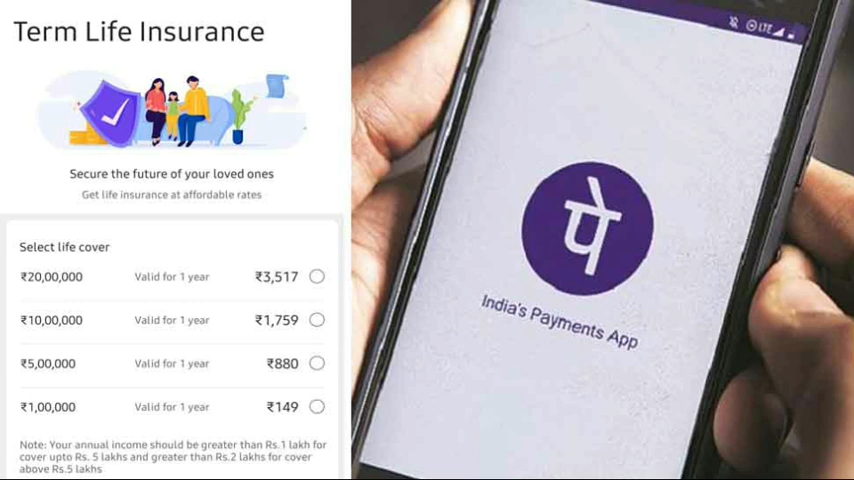 Term Life Insurance
Secure the future of your loved ones
Get life insurance at affordable rates
Select life cover
₹20,00,000 Valid for 1 year ₹3,517
₹10,00,000 Valid for 1 year ₹1,759
₹5,00,000 Valid for 1 year ₹880
₹1,00,000 Valid for 1 year ₹149
Note: Your annual income should be greater than Rs.1 lakh for
cover upto Rs. 5 lakhs and greater than Rs.2 lakhs for cover
above Rs.5 lakhs
LTE
पे
India's Payments App